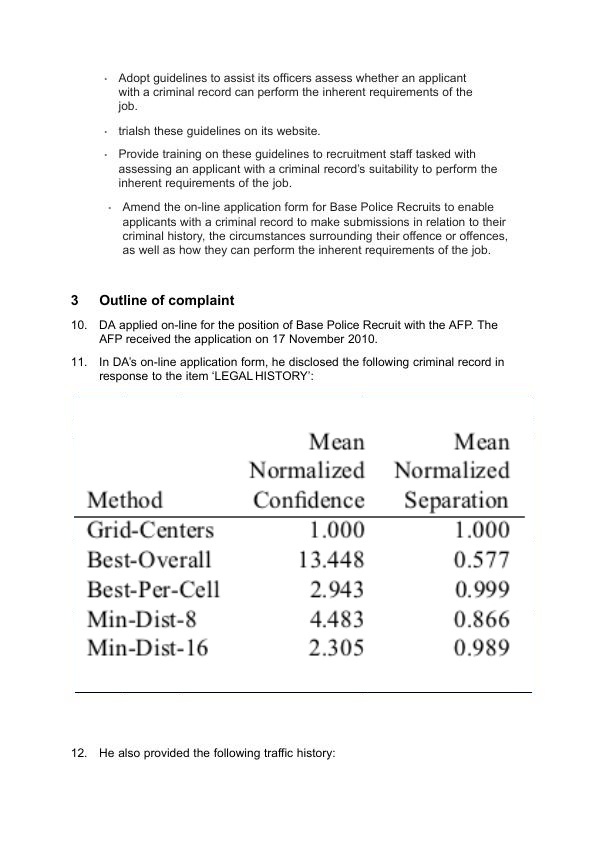 · Adopt guidelines to assist its officers assess whether an applicant
with a criminal record can perform the inherent requirements of the
job.
· trialsh these guidelines on its website.
· Provide training on these guidelines to recruitment staff tasked with
assessing an applicant with a criminal record’s suitability to perform the
inherent requirements of the job.
· Amend the on-line application form for Base Police Recruits to enable
applicants with a criminal record to make submissions in relation to their
criminal history, the circumstances surrounding their offence or offences,
as well as how they can perform the inherent requirements of the job.
3 Outline of complaint
10. DA applied on-line for the position of Base Police Recruit with the AFP. The
AFP received the application on 17 November 2010.
11. In DA’s on-line application form, he disclosed the following criminal record in
response to the item ‘LEGAL HISTORY’:
Mean Mean
Normalized Normalized
Method Confidence Separation
Grid-Centers 1.000 1.000
Best-Overall 13.448 0.577
Best-Per-Cell 2.943 0.999
Min-Dist-8 4.483 0.866
Min-Dist-16 2.305 0.989
12. He also provided the following traffic history: